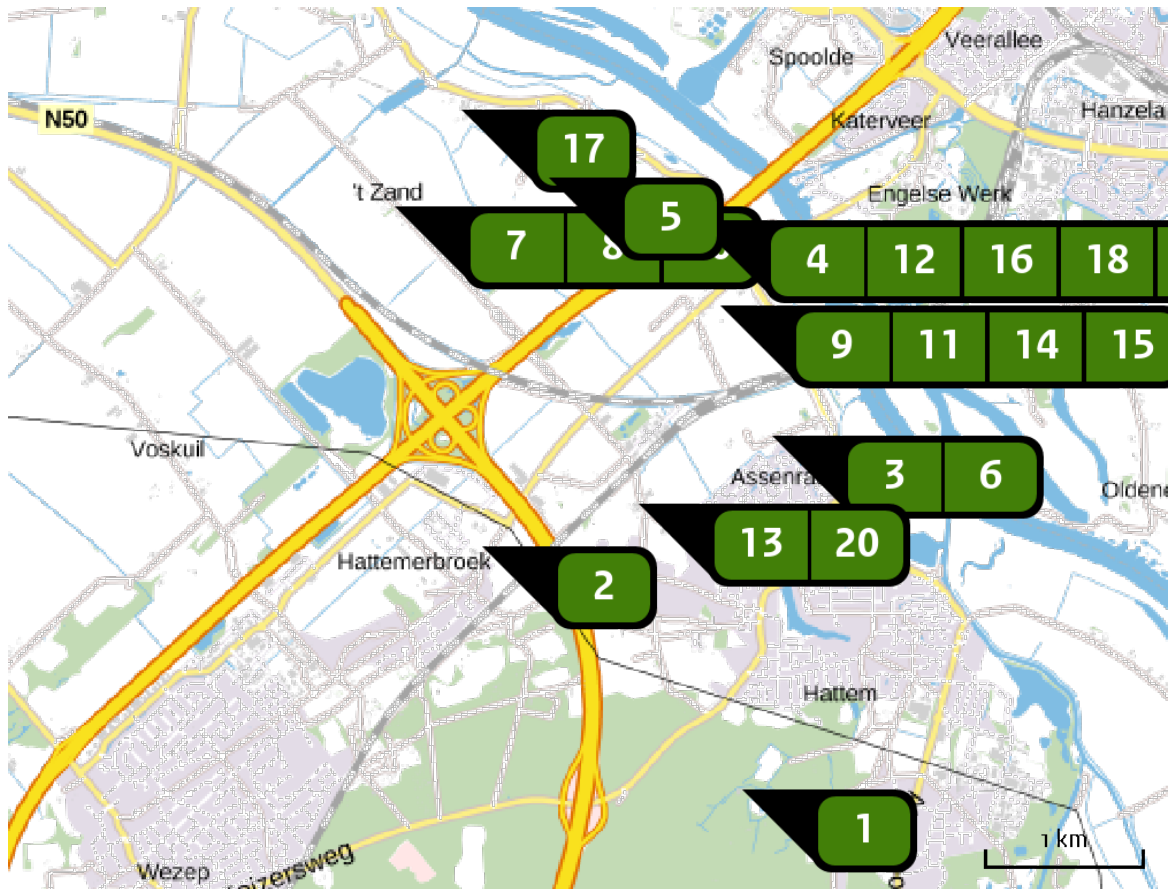 Veerallee
Spoolde
N50
Hanzela
Katerveer
17
't Zand
Engelse Werk
5
7 8
4 12 16 18
9 11 14 15
Voskuil
3 6
Assenra
Oldene
13 20
Hattemerbroek
2
Hattem
1
1 km
Wezep
eizersweg